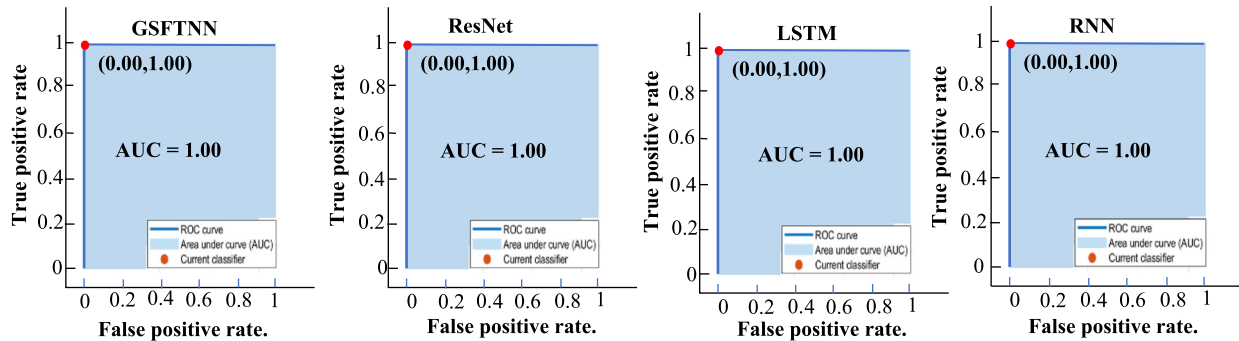 GSFTNN
True positive rate
1
0.8
0.6
0.4
0.2
0
(0.00,1.00)
AUC = 1.00
ROC curve
Area under curve (AUC)
Current classifier
0 0.2 0.4 0.6 0.8 1
False positive rate.
ResNet
True positive rate
1
0.8
0.6
0.4
0.2
0
(0.00,1.00)
AUC = 1.00
ROC curve
Area under curve (AUC)
Current classifier
0 0.2 0.4 0.6 0.8 1
False positive rate.
LSTM
True positive rate
1
0.8
0.6
0.4
0.2
0
(0.00,1.00)
AUC = 1.00
ROC curve
Area under curve (AUC)
Current classifier
0 0.2 0.4 0.6 0.8 1
False positive rate.
RNN
True positive rate
1
0.8
0.6
0.4
0.2
0
(0.00,1.00)
AUC = 1.00
ROC curve
Area under curve (AUC)
Current classifier
0 0.2 0.4 0.6 0.8 1
False positive rate.